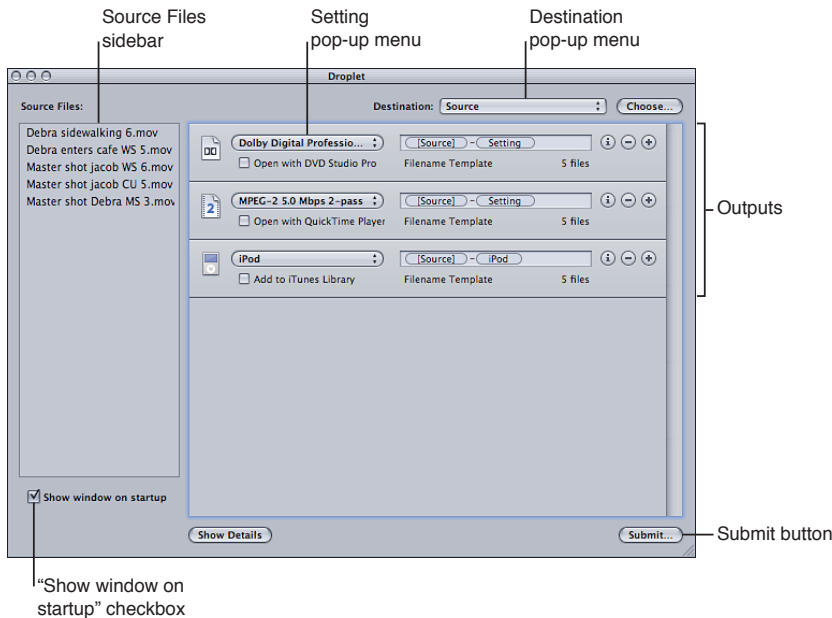 Source Files
sidebar
Setting
pop-up menu
Destination
pop-up menu
Droplet
Source Files:
Destination: Source Choose...
Debra sidewalking 6.mov
Debra enters cafe WS 5.mov
Master shot jacob WS 6.mov
Master shot jacob CU 5.mov
Master shot Debra MS 3.mov
Dolby Digital Professio... [Source] - Setting
Open with DVD Studio Pro Filename Template 5 files
2 MPEG-2 5.0 Mbps 2-pass [Source] - Setting
Open with QuickTime Player Filename Template 5 files
iPod [Source] - iPod
Add to iTunes Library Filename Template 5 files
Outputs
Show window on startup
Show Details
Submit...
Submit button
“Show window on
startup” checkbox